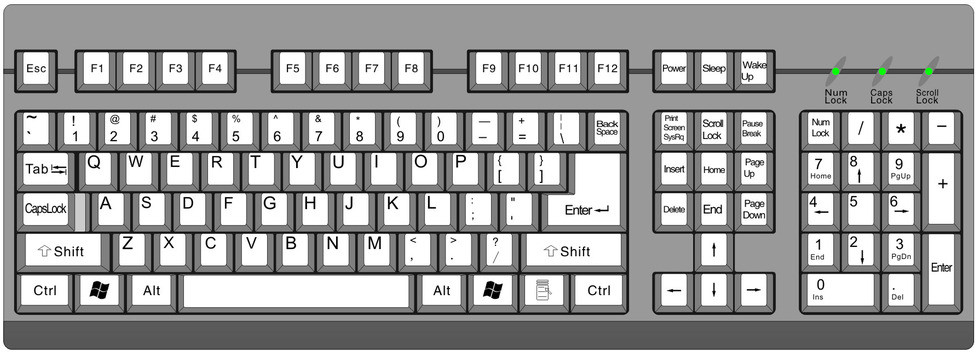 Esc F1 F2 F3 F4 F5 F6 F7 F8 F9 F10 F11 F12 Power Sleep Wake Up
Num Lock Caps Lock Scroll Lock
~ ! @ # $ % ^ & * ( ) — + |
` 1 2 3 4 5 6 7 8 9 0 — = \ Back Space
Print Screen SysRq Scroll Lock Pause Break
Num Lock / * −
Tab Q W E R T Y U I O P { [ } ]
Insert Home Page Up
7 Home 8 ↑ 9 PgUp +
CapsLock A S D F G H J K L : ; " ' Enter
Delete End Page Down
4 ← 5 6 →
⇧ Shift Z X C V B N M < , > . ? / ⇧ Shift
↑
1 End 2 ↓ 3 PgDn Enter
Ctrl Alt Alt Ctrl
← ↓ →
0 Ins . Del